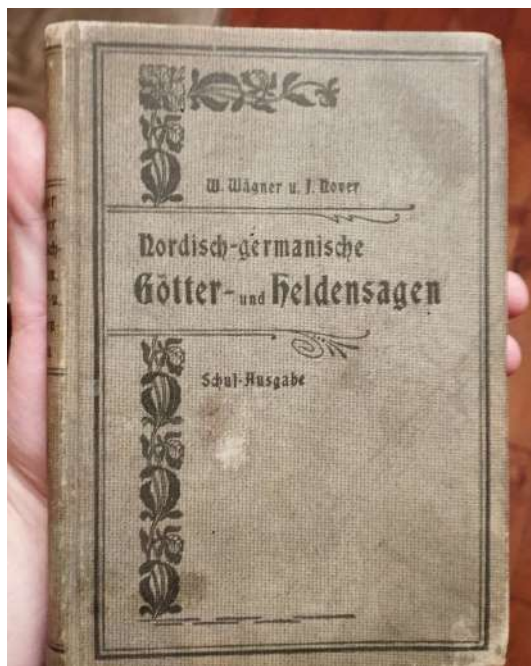 W. Wägner u. J. Nover
Nordisch-germanische
Götter- und Heldensagen
Schul-Ausgabe